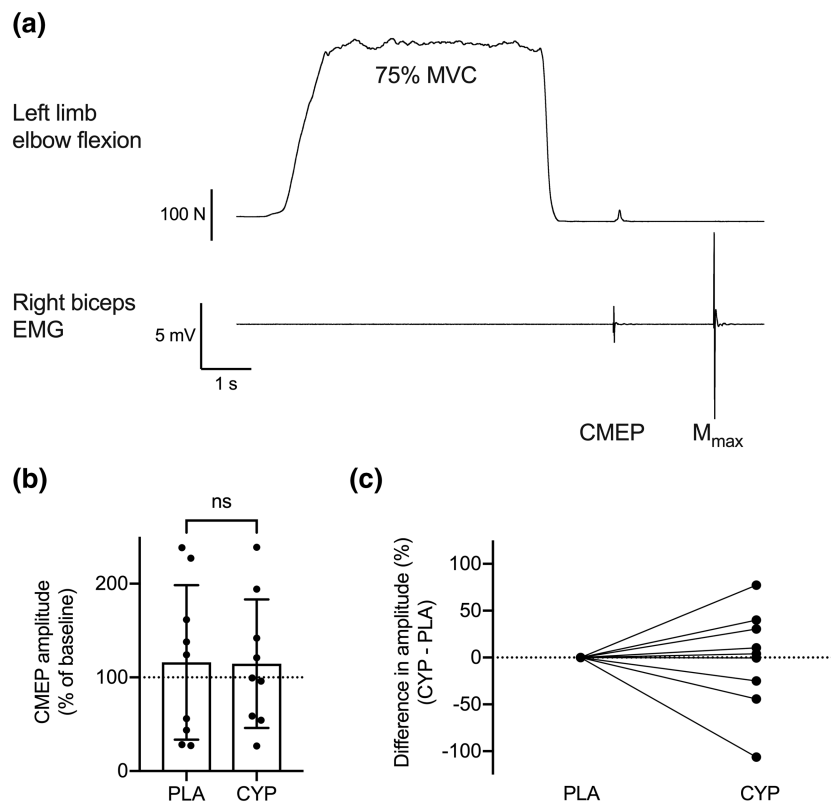 (a)
75% MVC
Left limb
elbow flexion
100 N
Right biceps
EMG
5 mV
1 s
CMEP
Mmax
(b)
ns
CMEP amplitude
(% of baseline)
200
100
0
PLA
CYP
(c)
Difference in amplitude (%)
(CYP - PLA)
100
50
0
-50
-100
PLA
CYP